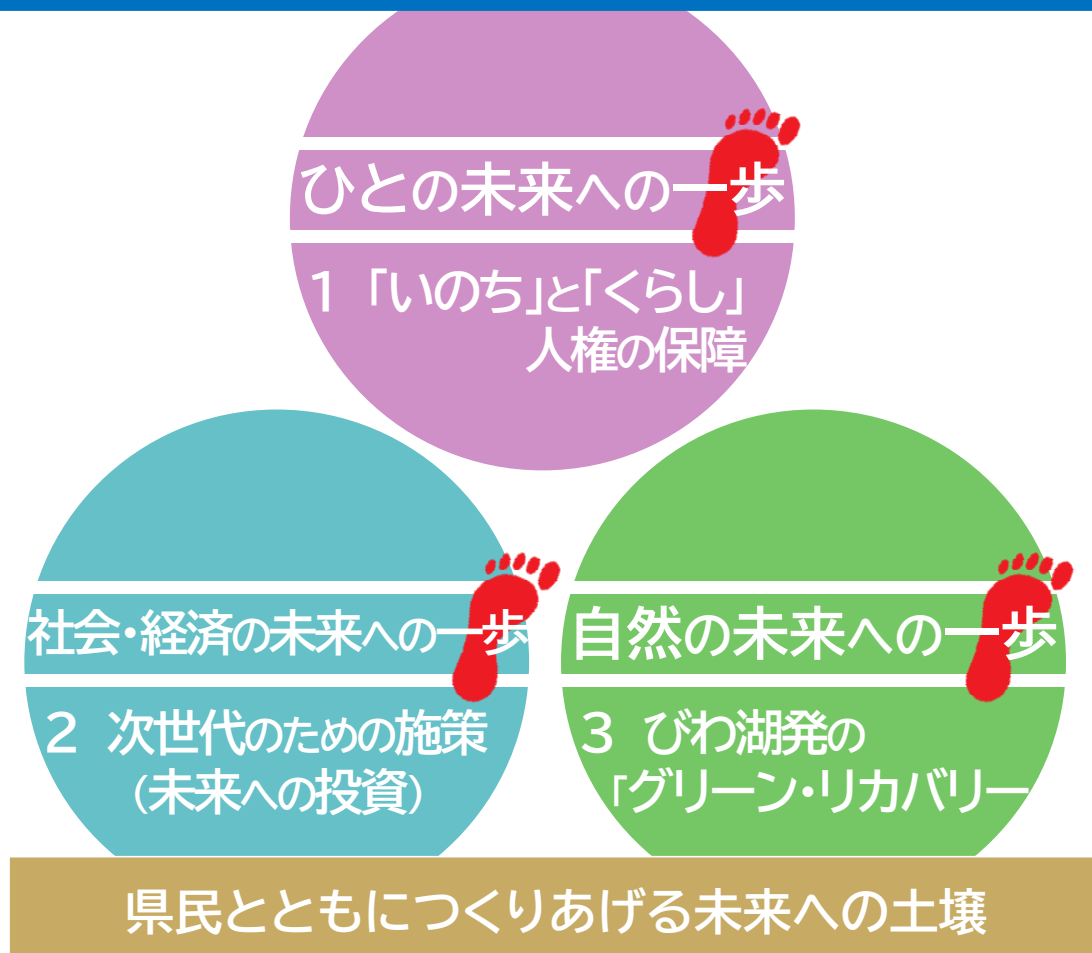 ひとの未来への一歩
1 「いのち」と「くらし」
人権の保障
社会・経済の未来への一歩
2 次世代のための施策
(未来への投資)
自然の未来への一歩
3 びわ湖発の
「グリーン・リカバリー
県民とともにつくりあげる未来への土壌